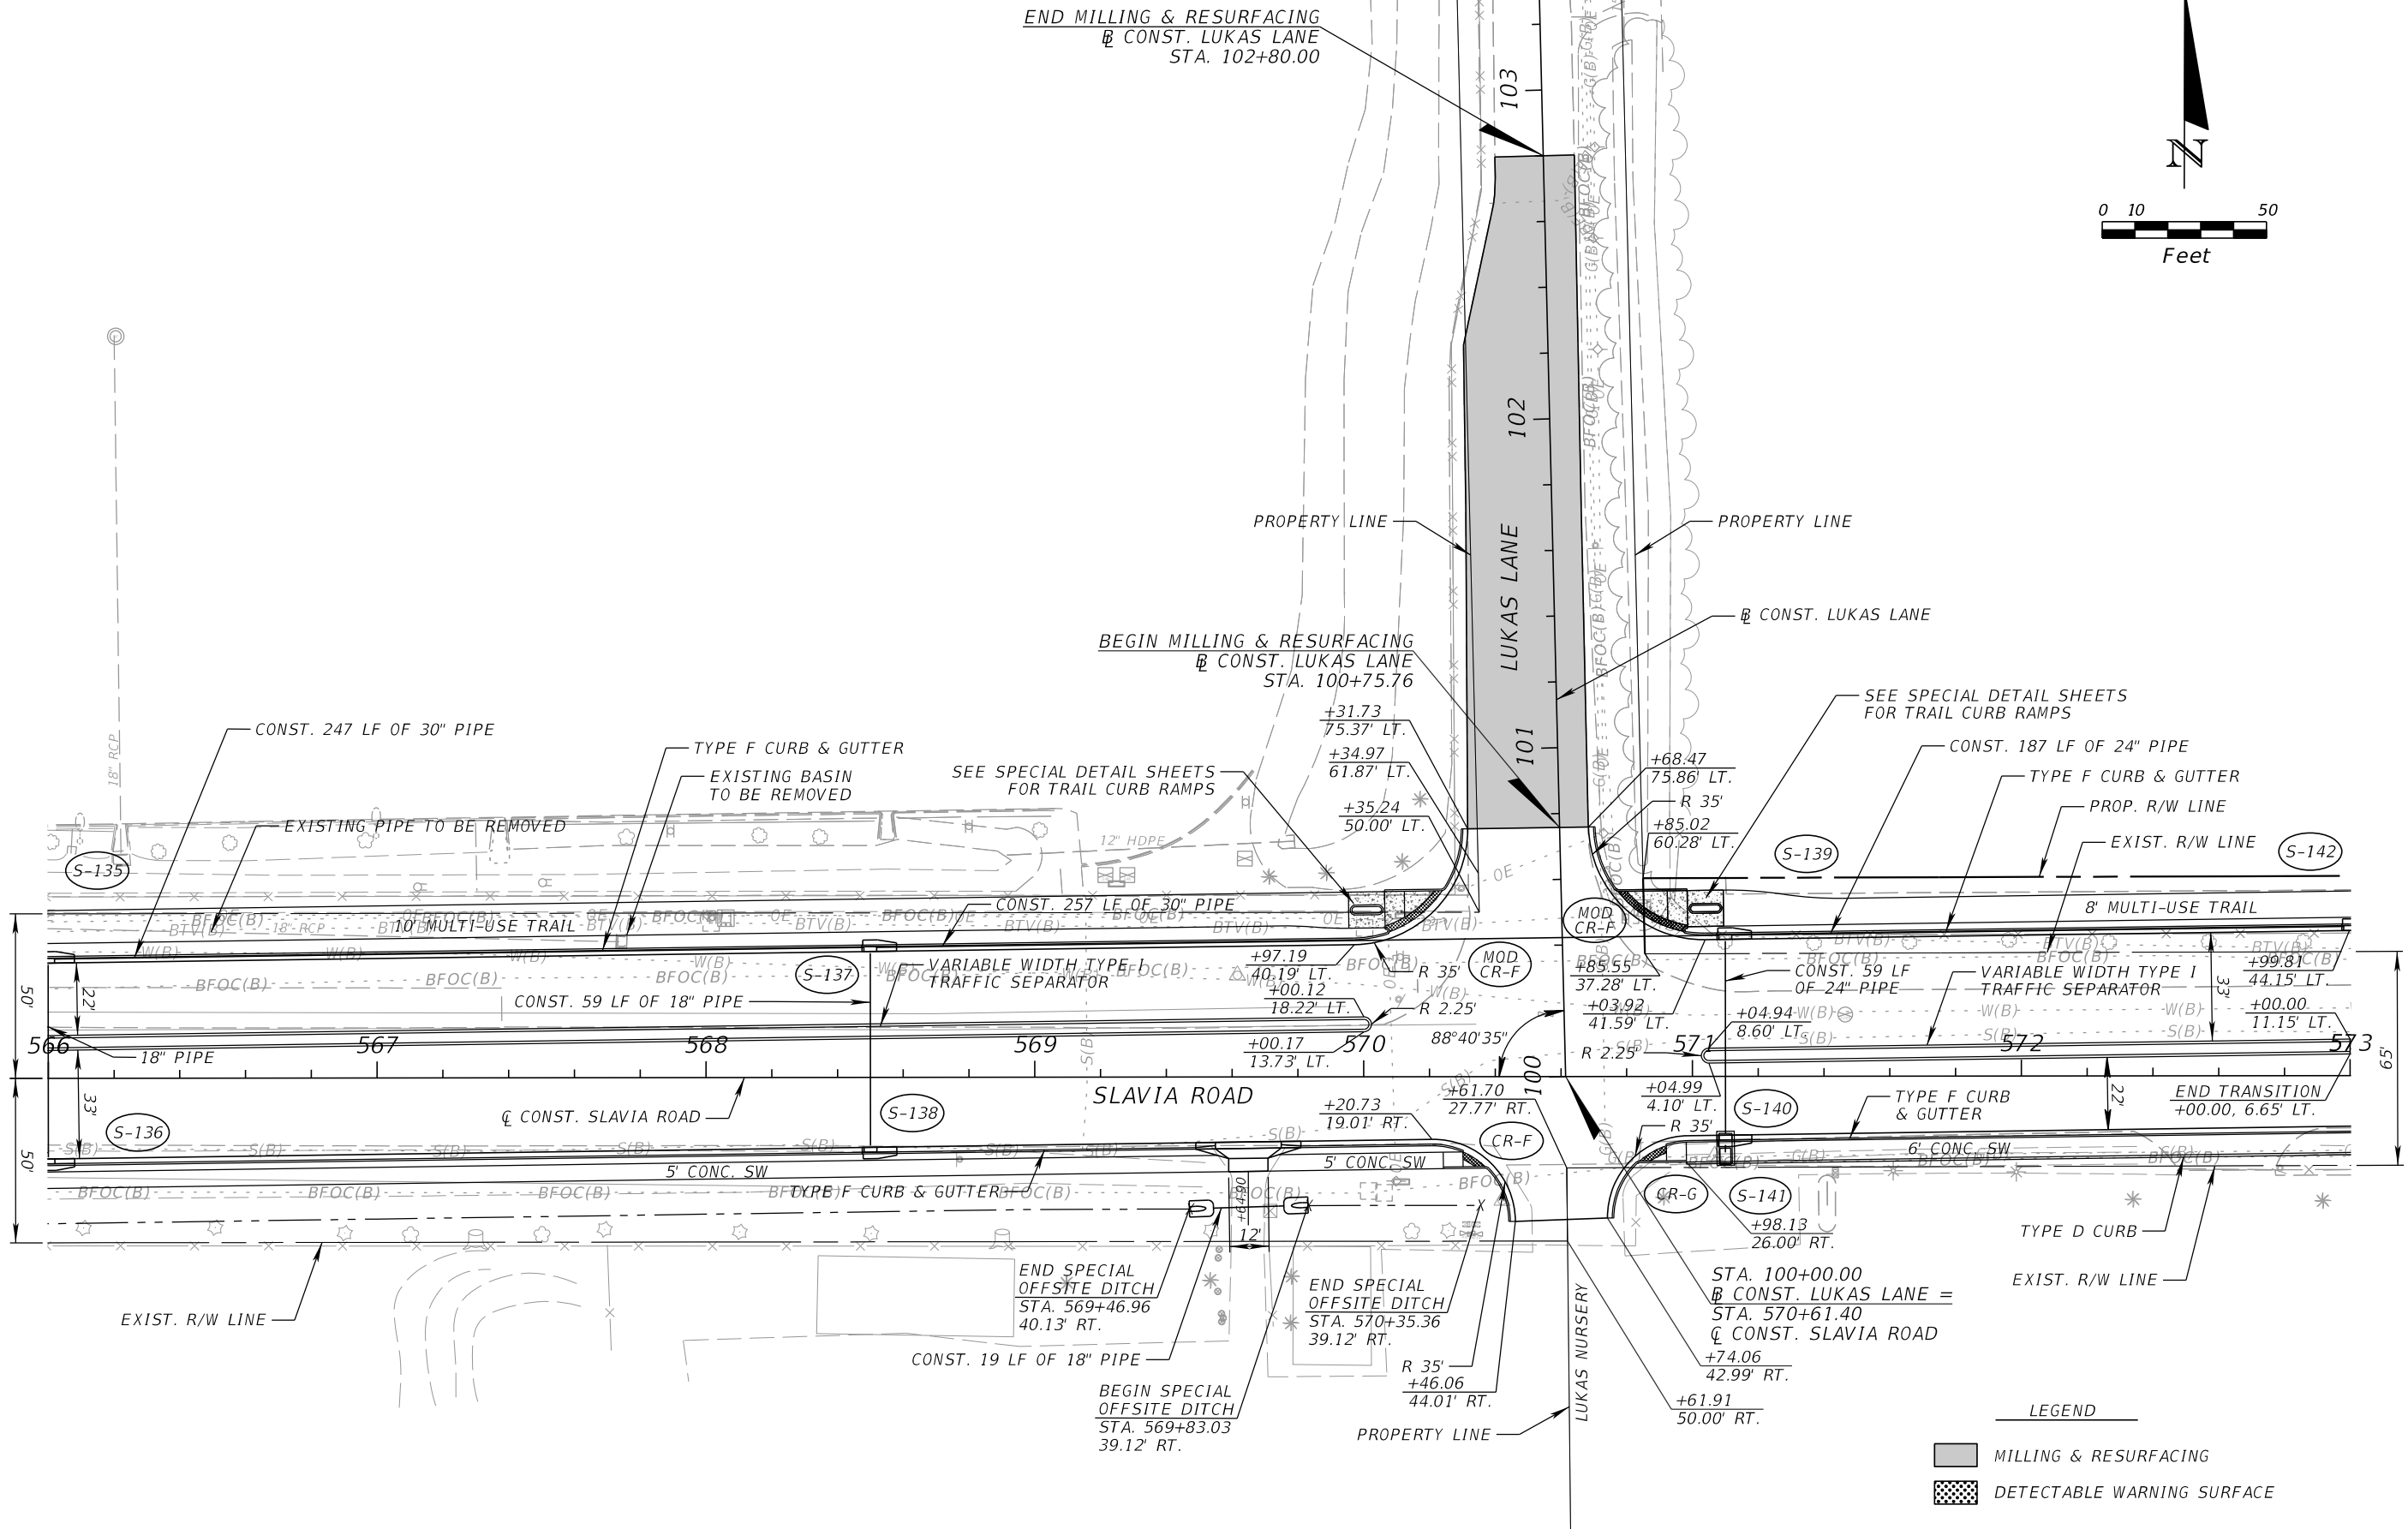 END MILLING & RESURFACING
℄ CONST. LUKAS LANE
STA. 102+80.00
103
N
0 10 50
Feet
102
PROPERTY LINE
PROPERTY LINE
LUKAS LANE
℄ CONST. LUKAS LANE
BEGIN MILLING & RESURFACING
℄ CONST. LUKAS LANE
STA. 100+75.76
101
SEE SPECIAL DETAIL SHEETS
FOR TRAIL CURB RAMPS
CONST. 247 LF OF 30" PIPE
TYPE F CURB & GUTTER
EXISTING BASIN
TO BE REMOVED
SEE SPECIAL DETAIL SHEETS
FOR TRAIL CURB RAMPS
+31.73
75.37' LT.
+34.97
61.87' LT.
+35.24
50.00' LT.
+68.47
75.86' LT.
R 35'
+85.02
60.28' LT.
CONST. 187 LF OF 24" PIPE
TYPE F CURB & GUTTER
PROP. R/W LINE
EXIST. R/W LINE
18" RCP
EXISTING PIPE TO BE REMOVED
12" HDPE
S-135
S-139
S-142
OE
CONST. 257 LF OF 30" PIPE
10' MULTI-USE TRAIL
8' MULTI-USE TRAIL
BFOC(B)
BTV(B)
18" RCP
W(B)
MOD
CR-F
MOD
CR-F
S-137
VARIABLE WIDTH TYPE I
TRAFFIC SEPARATOR
CONST. 59 LF OF 18" PIPE
+97.19
40.19' LT.
+00.12
18.22' LT.
R 35'
R 2.25'
+00.17
13.73' LT.
88°40'35"
+85.55
37.28' LT.
+03.92
41.59' LT.
R 2.25'
+04.94
8.60' LT.
CONST. 59 LF
OF 24" PIPE
VARIABLE WIDTH TYPE I
TRAFFIC SEPARATOR
33'
+99.81
44.15' LT.
+00.00
11.15' LT.
50'
22'
18" PIPE
566 567 568 569 570 571 572 573
65'
100
SLAVIA ROAD
℄ CONST. SLAVIA ROAD
33'
50'
S-136
S-138
+20.73
19.01' RT.
+61.70
27.77' RT.
+04.99
4.10' LT.
R 35'
S-140
TYPE F CURB
& GUTTER
22'
END TRANSITION
+00.00, 6.65' LT.
CR-F
S(B)
G(B)
5' CONC. SW
5' CONC. SW
6' CONC. SW
TYPE F CURB & GUTTER
BFOC(B)
+64.90
12'
CR-G
S-141
+98.13
26.00' RT.
TYPE D CURB
EXIST. R/W LINE
EXIST. R/W LINE
END SPECIAL
OFFSITE DITCH
STA. 569+46.96
40.13' RT.
END SPECIAL
OFFSITE DITCH
STA. 570+35.36
39.12' RT.
STA. 100+00.00
℄ CONST. LUKAS LANE =
STA. 570+61.40
℄ CONST. SLAVIA ROAD
CONST. 19 LF OF 18" PIPE
BEGIN SPECIAL
OFFSITE DITCH
STA. 569+83.03
39.12' RT.
R 35'
+46.06
44.01' RT.
PROPERTY LINE
LUKAS NURSERY
+74.06
42.99' RT.
+61.91
50.00' RT.
LEGEND
MILLING & RESURFACING
DETECTABLE WARNING SURFACE